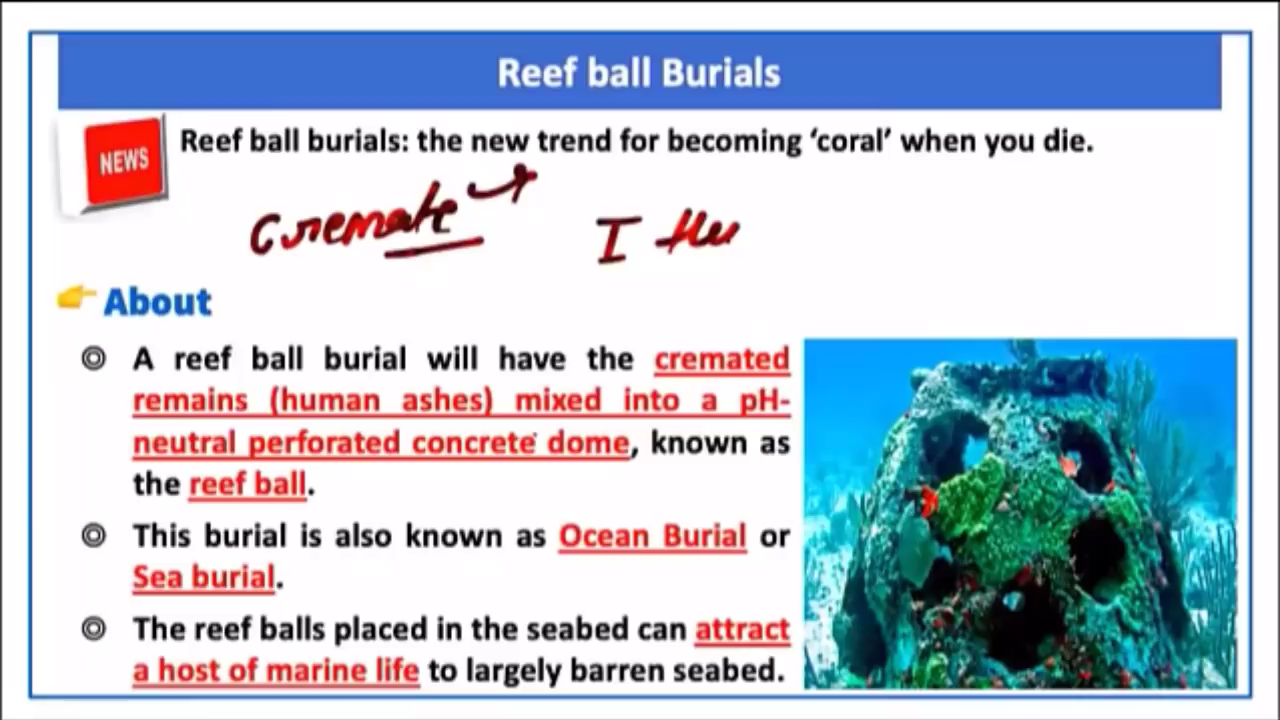 Reef ball Burials
NEWS
Reef ball burials: the new trend for becoming ‘coral’ when you die.
Cremate
I
About
A reef ball burial will have the cremated
remains (human ashes) mixed into a pH-
neutral perforated concrete dome, known as
the reef ball.
This burial is also known as Ocean Burial or
Sea burial.
The reef balls placed in the seabed can attract
a host of marine life to largely barren seabed.